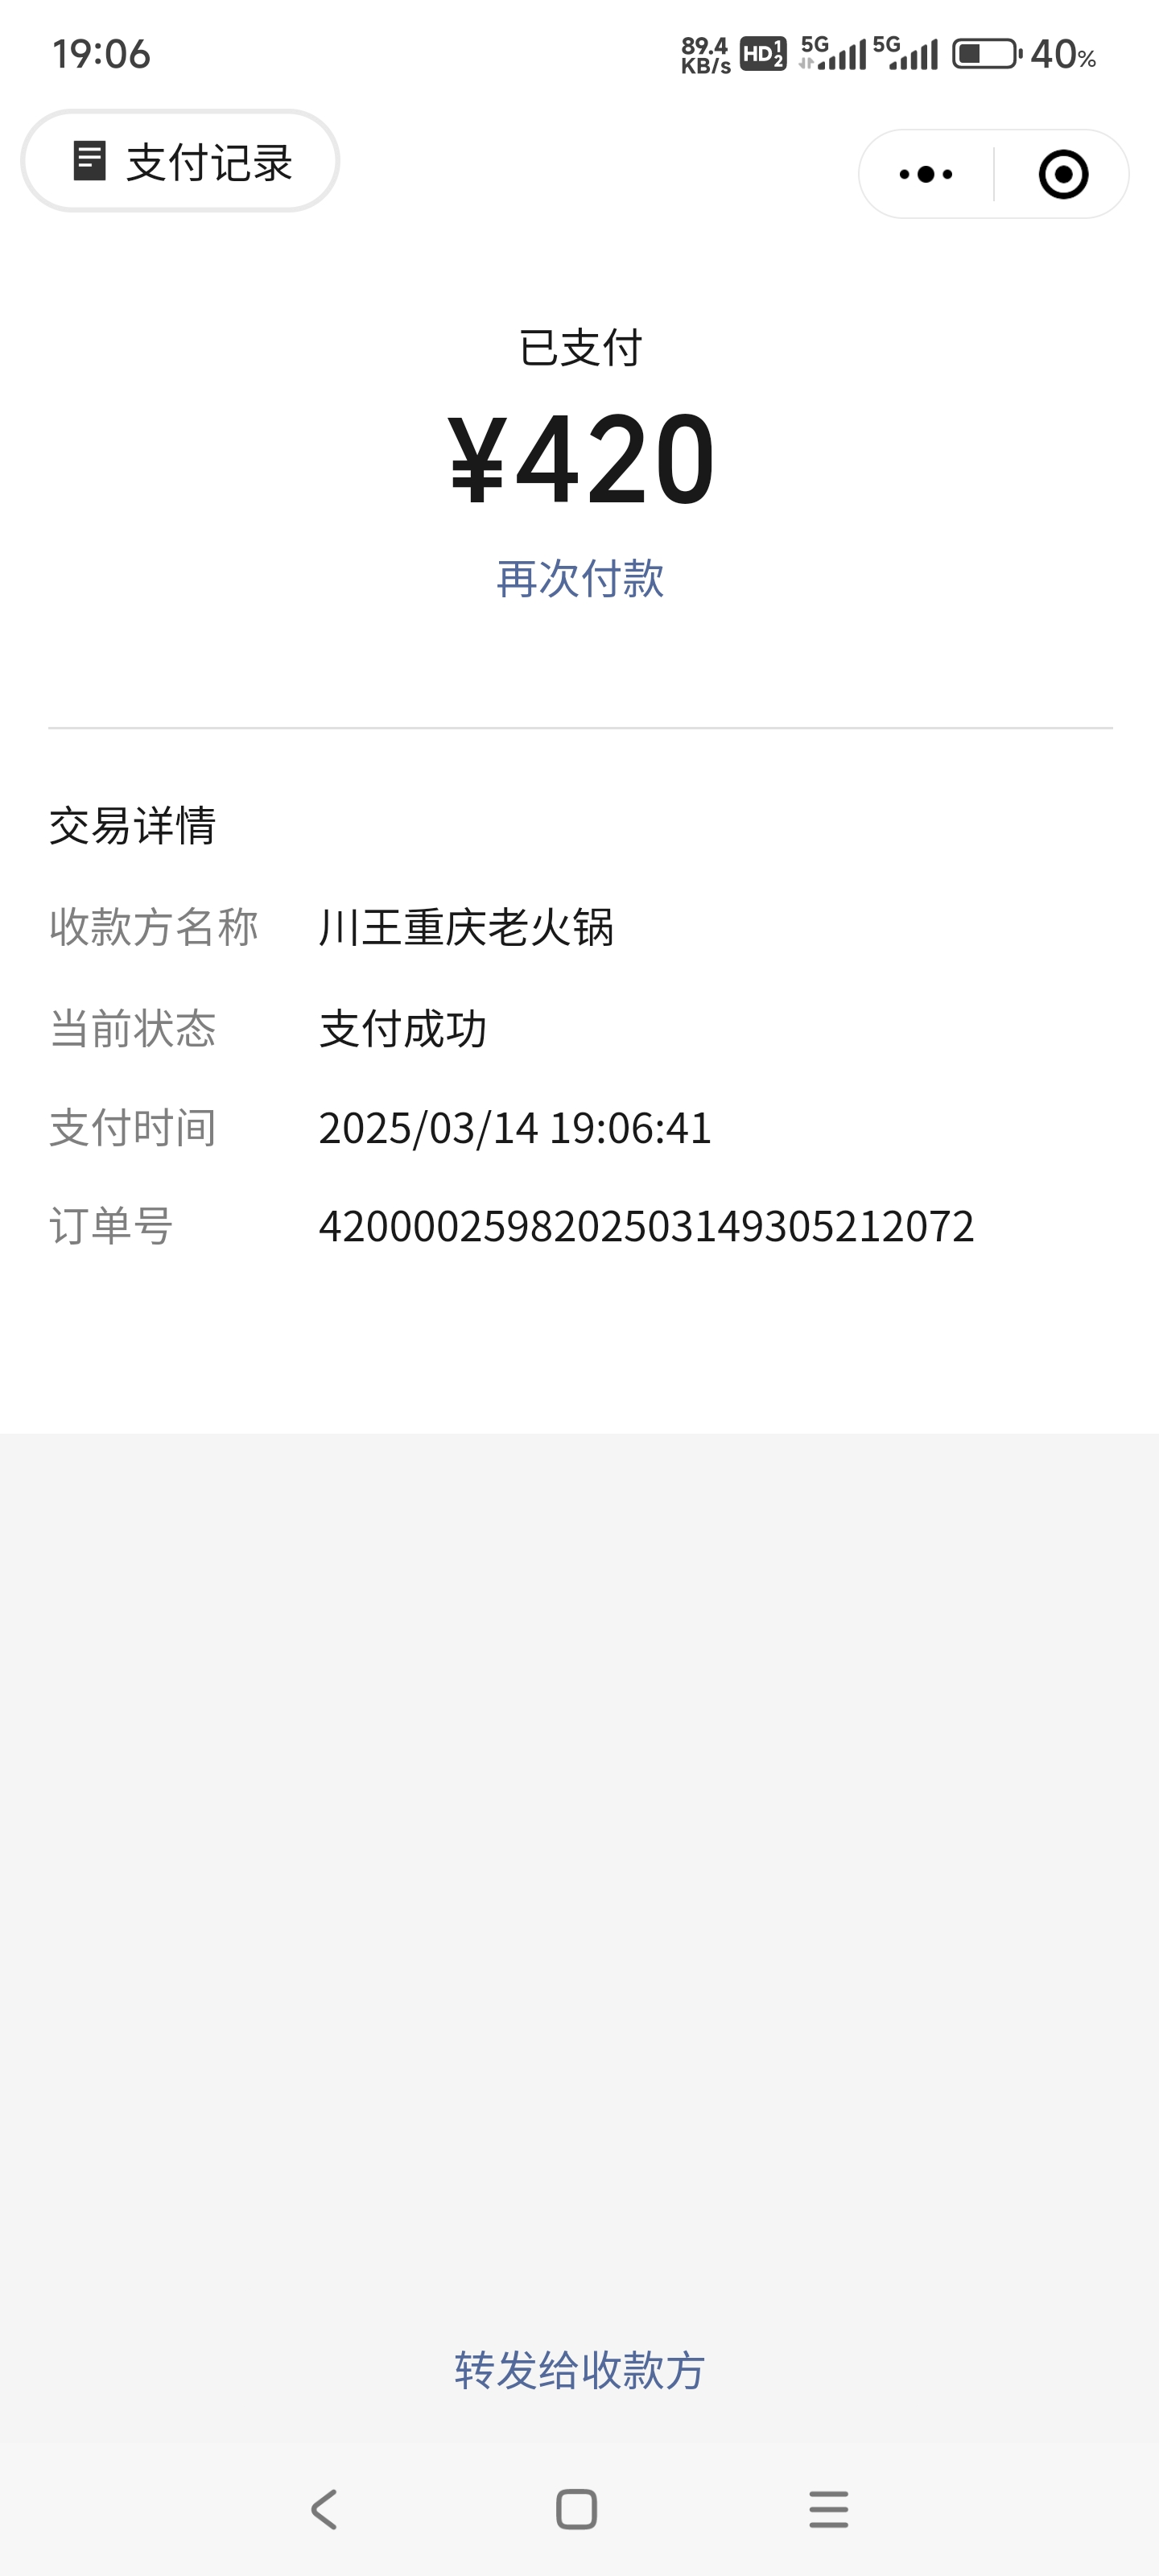 19:06
89.4 KB/s HD 1 2 5G 5G 40%
支付记录
已支付
¥420
再次付款
交易详情
收款方名称 川王重庆老火锅
当前状态 支付成功
支付时间 2025/03/14 19:06:41
订单号 4200002598202503149305212072
转发给收款方